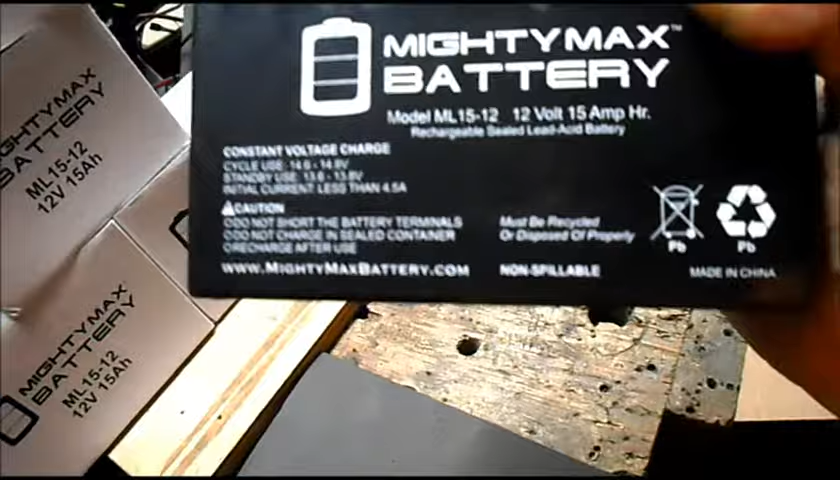 MIGHTYMAX™
BATTERY
Model ML15-12 12 Volt 15 Amp Hr.
Rechargeable Sealed Lead-Acid Battery
CONSTANT VOLTAGE CHARGE
CYCLE USE: 14.5 - 14.9V
STANDBY USE: 13.6 - 13.8V
INITIAL CURRENT: LESS THAN 4.5A
CAUTION
DO NOT SHORT THE BATTERY TERMINALS
DO NOT CHARGE IN SEALED CONTAINER
RECHARGE AFTER USE
Must Be Recycled
Or Disposed Of Properly
Pb
Pb
WWW.MIGHTYMAXBATTERY.COM
NON-SPILLABLE
MADE IN CHINA
MIGHTYMAX
BATTERY
ML15-12
12V 15Ah
MIGHTYMAX
BATTERY
ML15-12
12V 15Ah